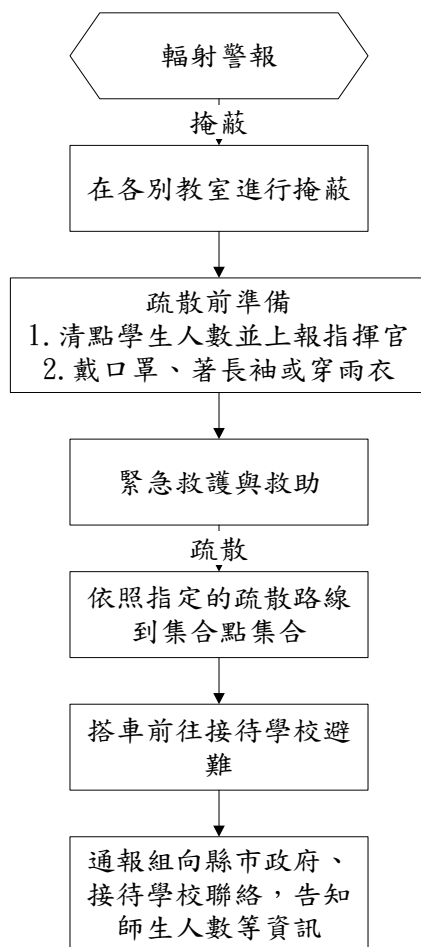 輻射警報
掩蔽
在各別教室進行掩蔽
疏散前準備
1.清點學生人數並上報指揮官
2.戴口罩、著長袖或穿雨衣
緊急救護與救助
疏散
依照指定的疏散路線
到集合點集合
搭車前往接待學校避
難
通報組向縣市政府、
接待學校聯絡，告知
師生人數等資訊